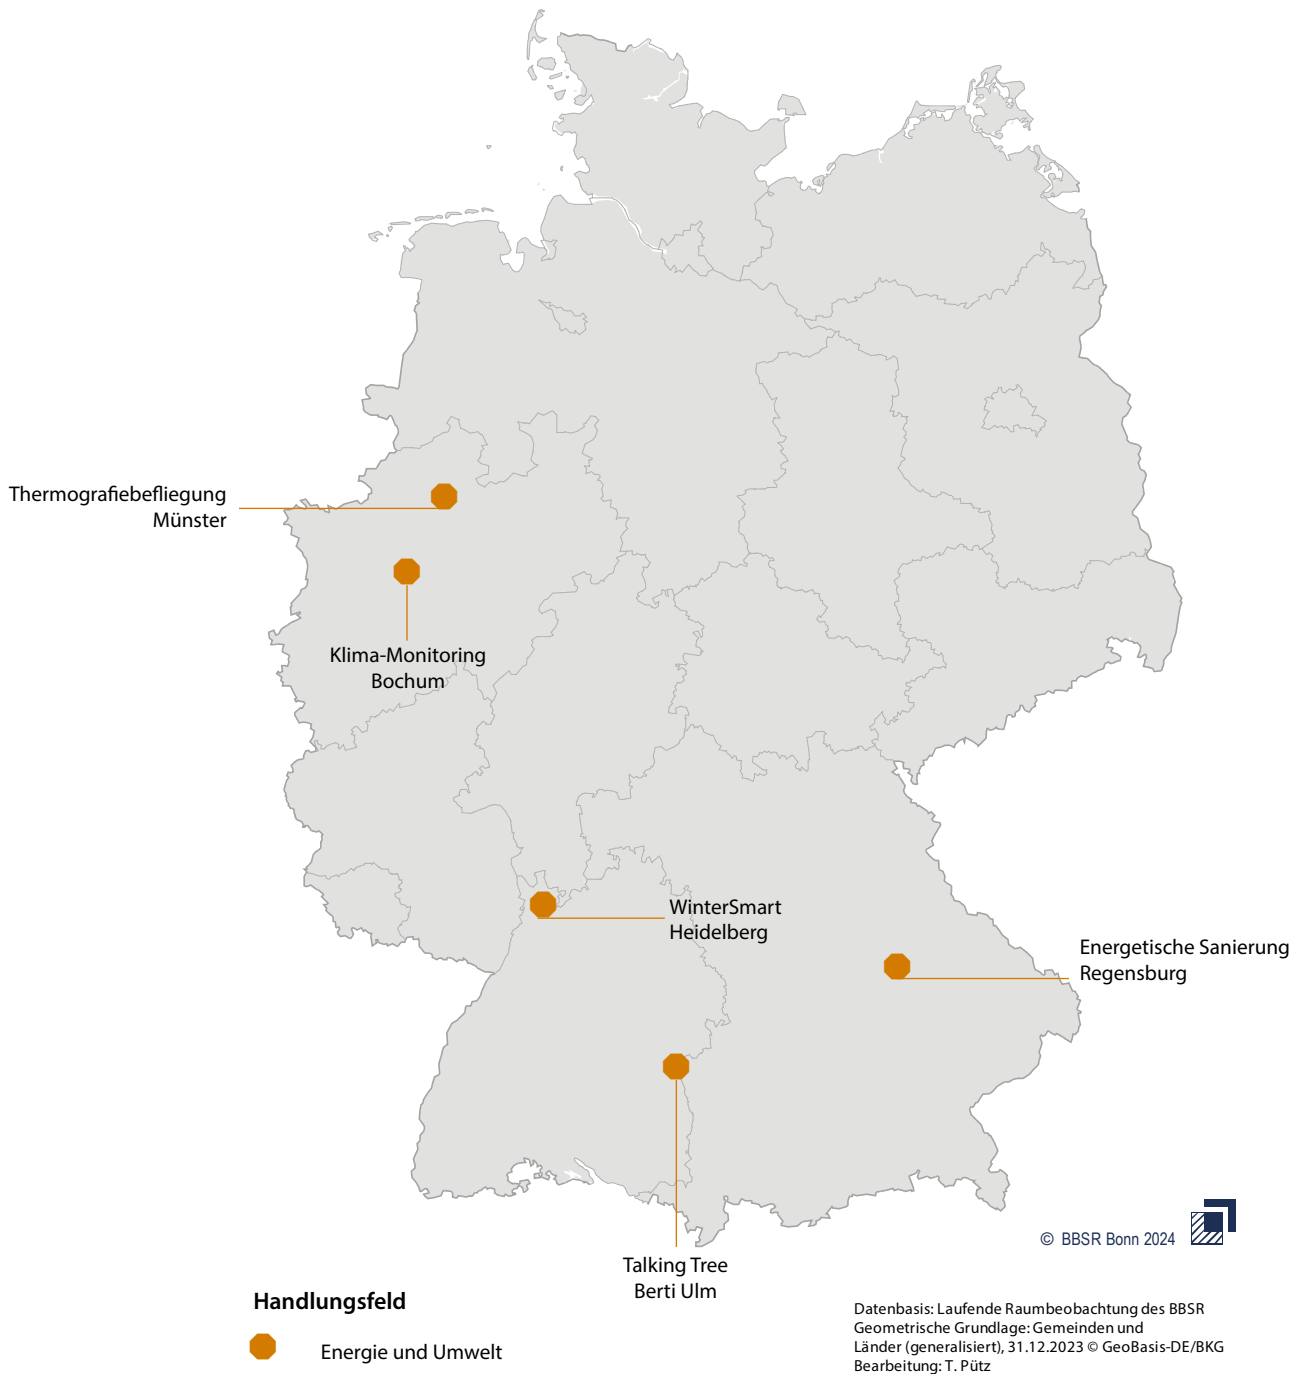 Thermografiebefliegung
Münster
Klima-Monitoring
Bochum
WinterSmart
Heidelberg
Energetische Sanierung
Regensburg
Talking Tree
Berti Ulm
© BBSR Bonn 2024
Handlungsfeld
Energie und Umwelt
Datenbasis: Laufende Raumbeobachtung des BBSR
Geometrische Grundlage: Gemeinden und
Länder (generalisiert), 31.12.2023 © GeoBasis-DE/BKG
Bearbeitung: T. Pütz